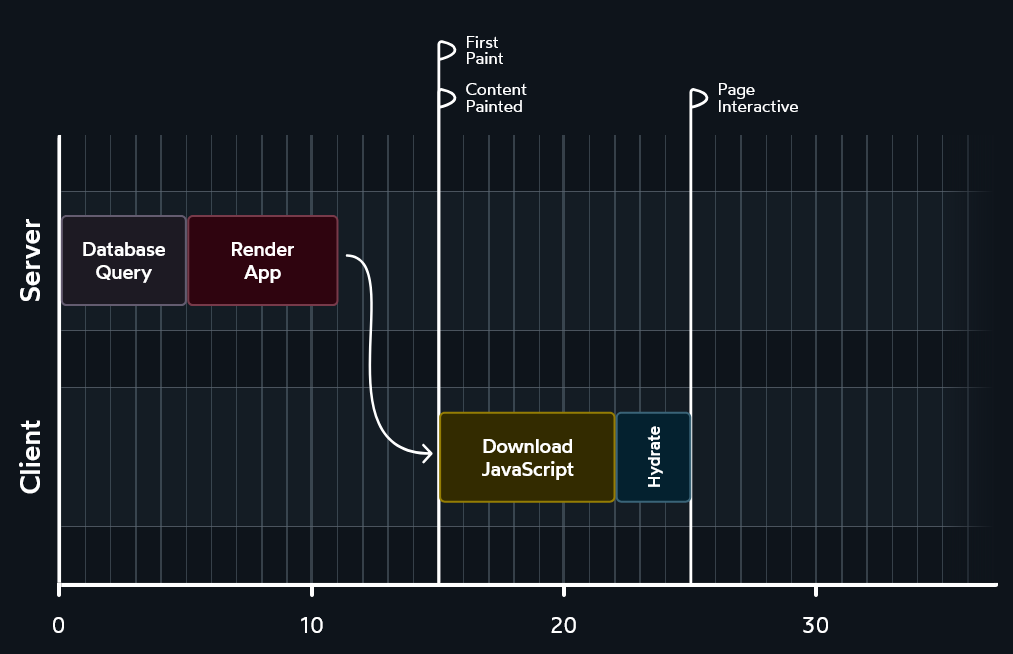 First
Paint
Content
Painted
Page
Interactive
Server
Database
Query
Render
App
Client
Download
JavaScript
Hydrate
0
10
20
30